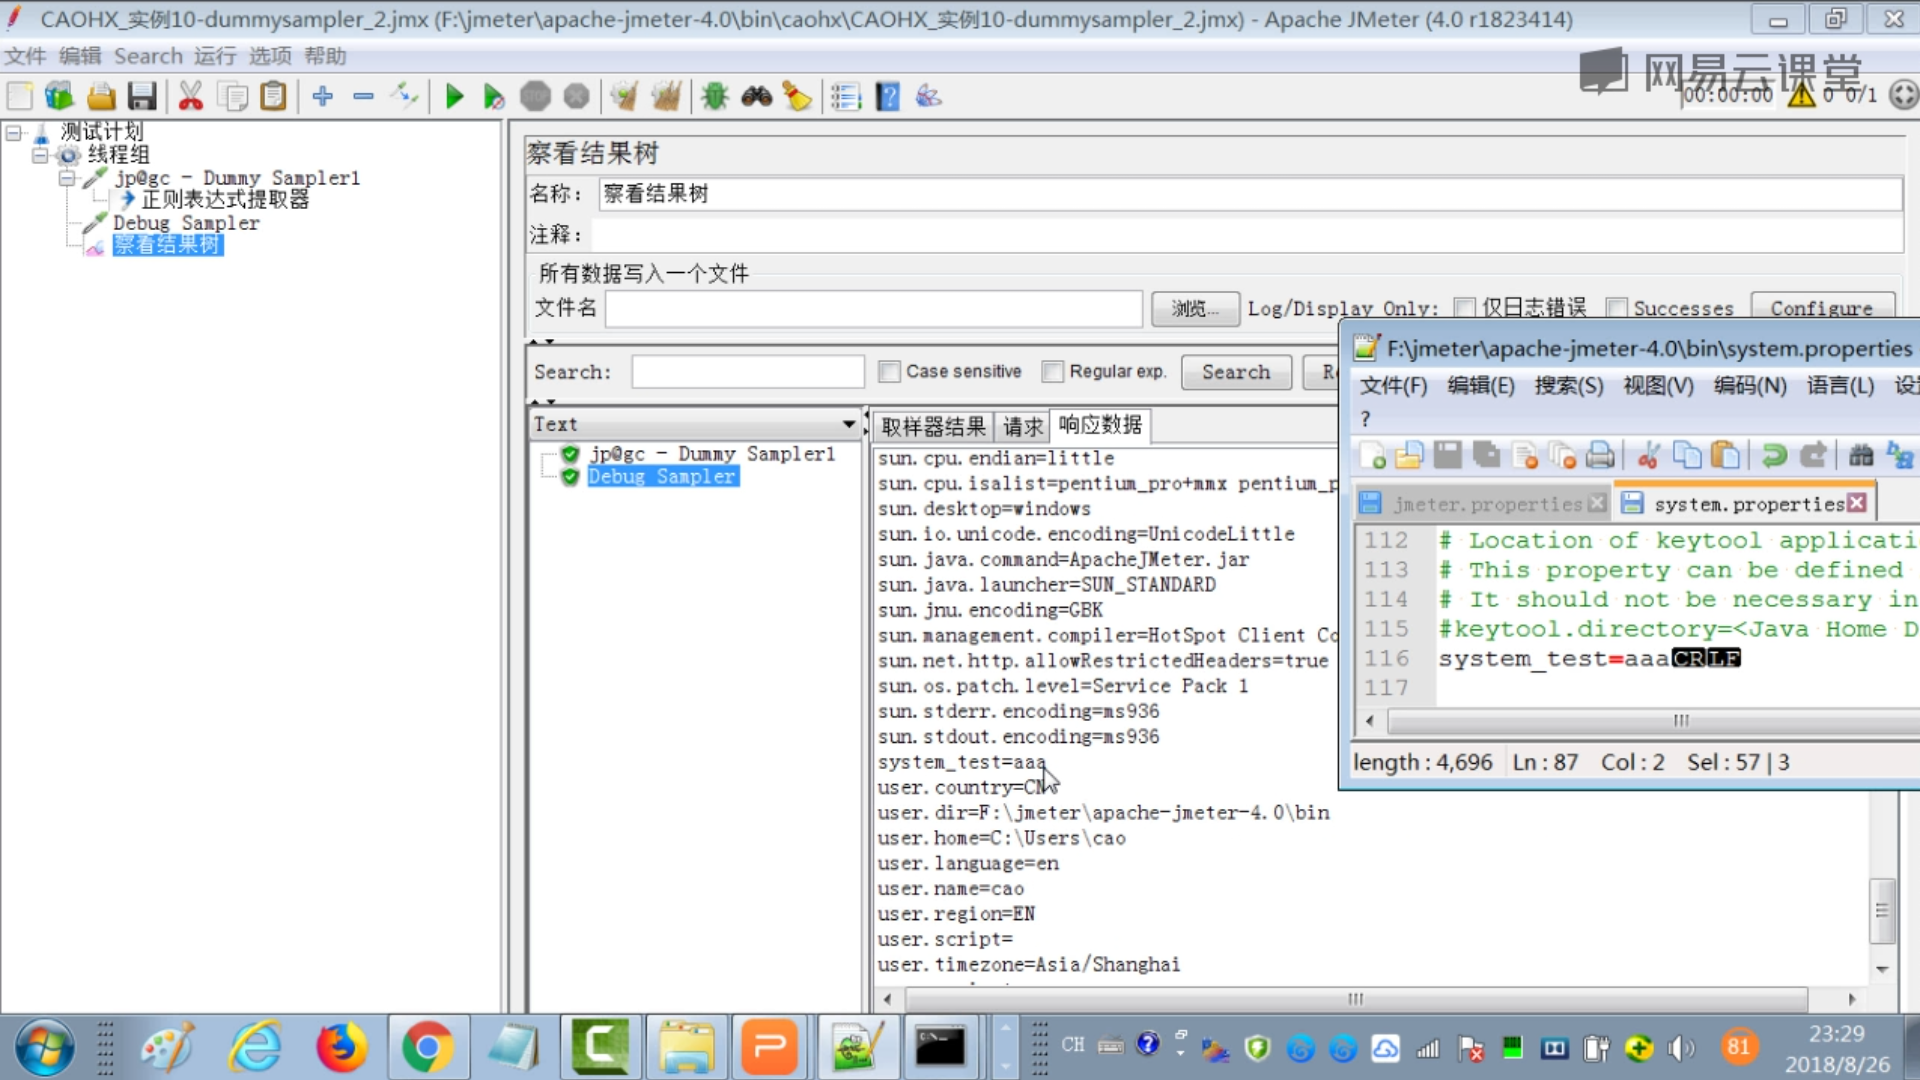 CAOHX_实例10-dummysampler_2.jmx (F:\jmeter\apache-jmeter-4.0\bin\caohx\CAOHX_实例10-dummysampler_2.jmx) - Apache JMeter (4.0 r1823414)
文件 编辑 Search 运行 选项 帮助
网易云课堂
00:00:00 0 0/1
测试计划
线程组
jp@gc - Dummy Sampler1
正则表达式提取器
Debug Sampler
察看结果树
察看结果树
名称： 察看结果树
注释：
所有数据写入一个文件
文件名 浏览... Log/Display Only: 仅日志错误 Successes Configure
Search: Case sensitive Regular exp. Search Re
Text
jp@gc - Dummy Sampler1
Debug Sampler
取样器结果 请求 响应数据
sun.cpu.endian=little
sun.cpu.isalist=pentium_pro+mmx pentium_p
sun.desktop=windows
sun.io.unicode.encoding=UnicodeLittle
sun.java.command=ApacheJMeter.jar
sun.java.launcher=SUN_STANDARD
sun.jnu.encoding=GBK
sun.management.compiler=HotSpot Client Co
sun.net.http.allowRestrictedHeaders=true
sun.os.patch.level=Service Pack 1
sun.stderr.encoding=ms936
sun.stdout.encoding=ms936
system_test=aaa
user.country=CN
user.dir=F:\jmeter\apache-jmeter-4.0\bin
user.home=C:\Users\cao
user.language=en
user.name=cao
user.region=EN
user.script=
user.timezone=Asia/Shanghai
F:\jmeter\apache-jmeter-4.0\bin\system.properties
文件(F) 编辑(E) 搜索(S) 视图(V) 编码(N) 语言(L) 设
?
jmeter.properties system.properties
112 # Location of keytool applicati
113 # This property can be defined
114 # It should not be necessary in
115 #keytool.directory=<Java Home D
116 system_test=aaaCRLF
117
length : 4,696 Ln : 87 Col : 2 Sel : 57 | 3
CH
81
23:29
2018/8/26